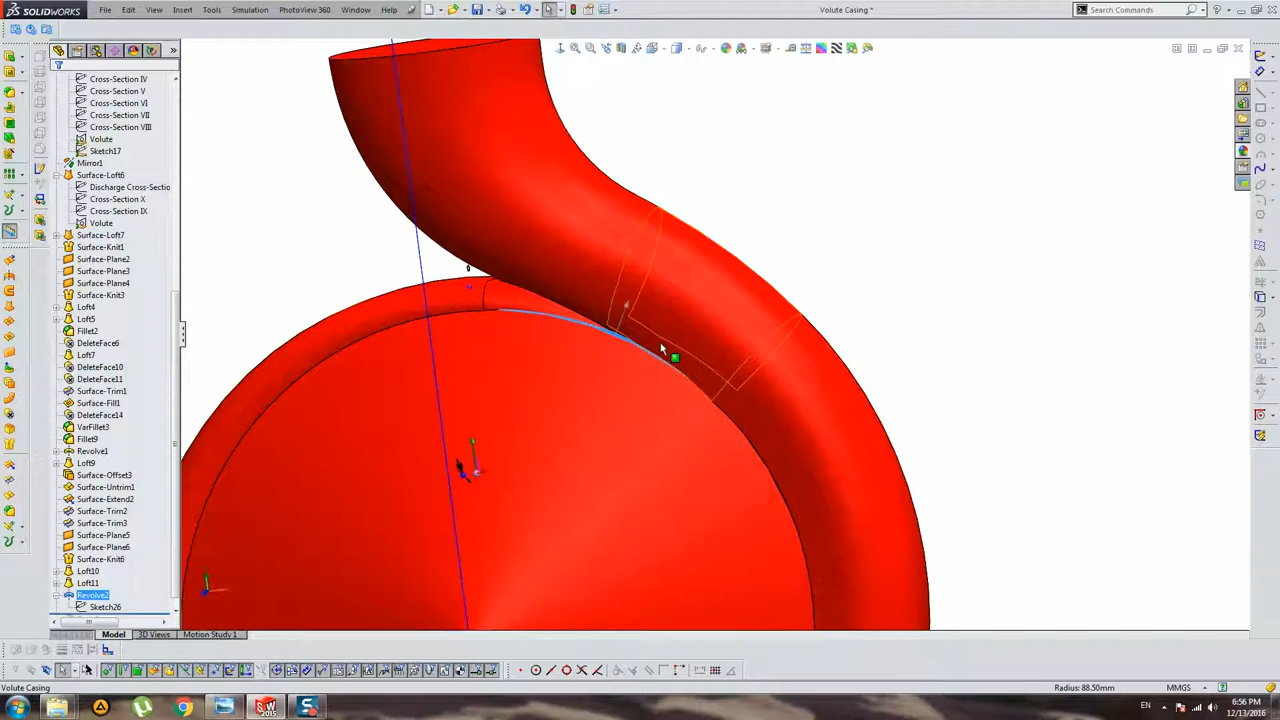 SOLIDWORKS File Edit View Insert Tools Simulation PhotoView 360 Window Help Volute Casing * Search Commands
Cross-Section IV
Cross-Section V
Cross-Section VI
Cross-Section VII
Cross-Section VIII
Volute
Sketch17
Mirror1
Surface-Loft6
Discharge Cross-Sectio
Cross-Section X
Cross-Section IX
Volute
Surface-Loft7
Surface-Knit1
Surface-Plane2
Surface-Plane3
Surface-Plane4
Surface-Knit3
Loft4
Loft5
Fillet2
DeleteFace6
Loft7
DeleteFace10
DeleteFace11
Surface-Trim1
Surface-Fill1
DeleteFace14
VarFillet3
Fillet9
Revolve1
Loft9
Surface-Offset3
Surface-Untrim1
Surface-Extend2
Surface-Trim2
Surface-Trim3
Surface-Plane5
Surface-Plane6
Surface-Knit6
Loft10
Loft11
Revolve2
Sketch26
Model 3D Views Motion Study 1
Volute Casing Radius: 88.50mm MMGS
EN 6:56 PM
12/13/2016